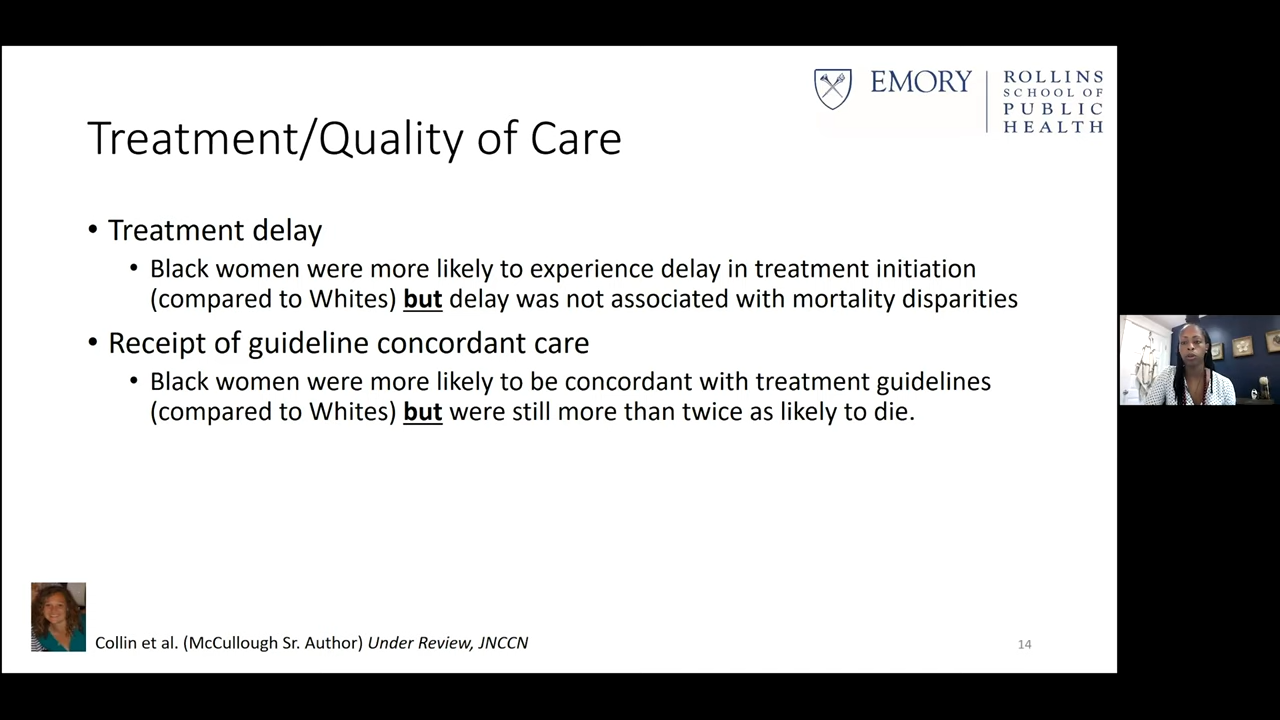 EMORY
ROLLINS
SCHOOL OF
PUBLIC
HEALTH
Treatment/Quality of Care
• Treatment delay
• Black women were more likely to experience delay in treatment initiation
(compared to Whites) but delay was not associated with mortality disparities
• Receipt of guideline concordant care
• Black women were more likely to be concordant with treatment guidelines
(compared to Whites) but were still more than twice as likely to die.
Collin et al. (McCullough Sr. Author) Under Review, JNCCN
14